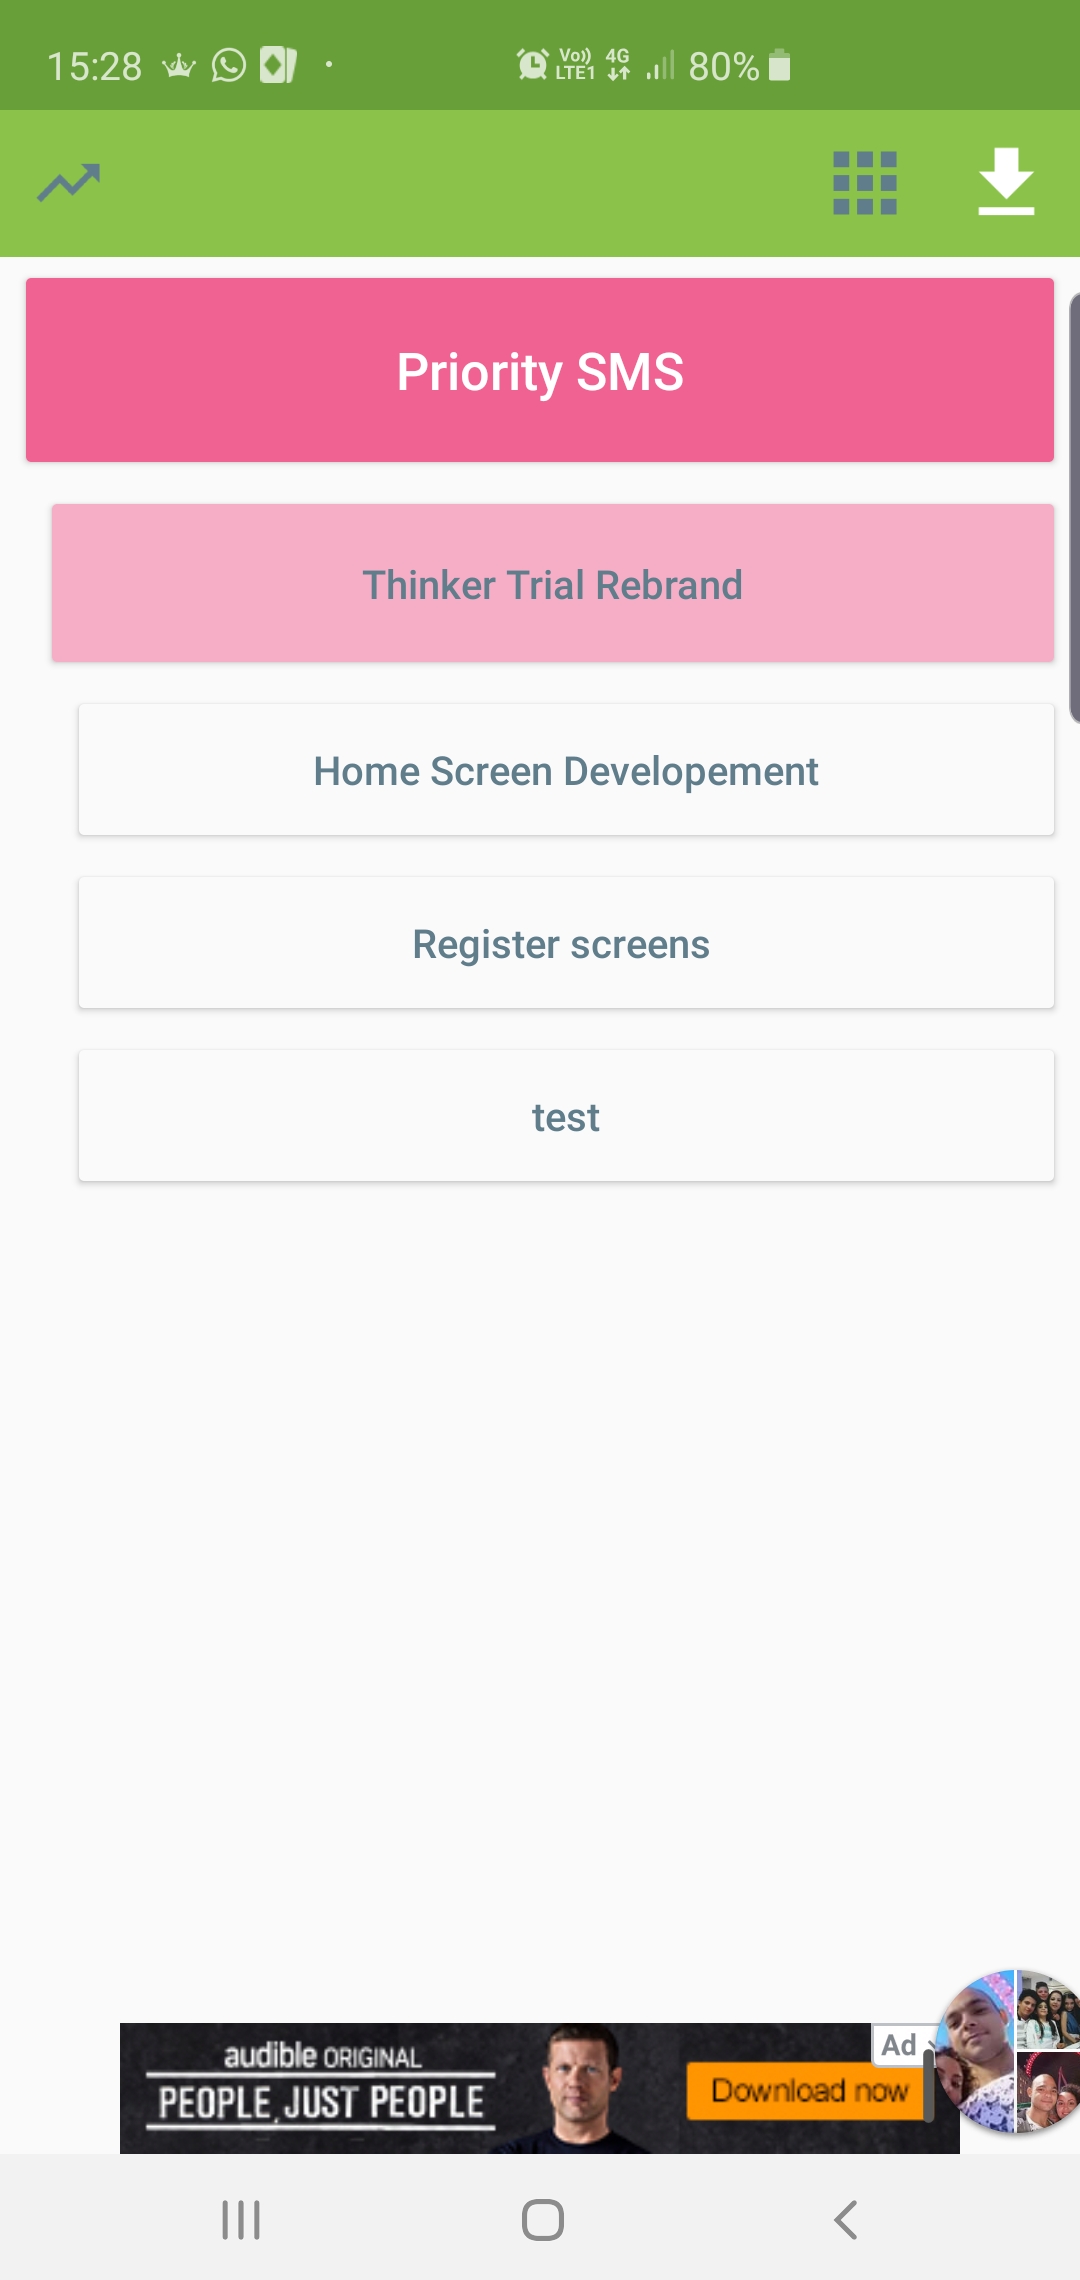 15:28
Vo)) 4G 80%
LTE1
Priority SMS
Thinker Trial Rebrand
Home Screen Developement
Register screens
test
audible ORIGINAL
PEOPLE, JUST PEOPLE
Download now
Ad